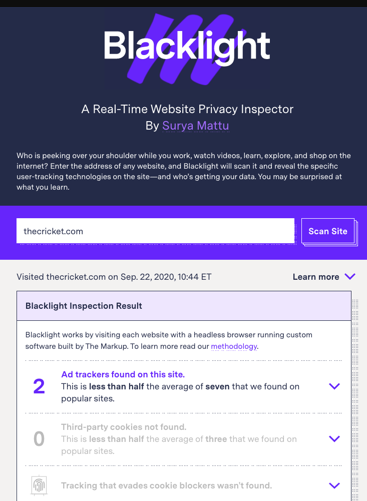 Blacklight
A Real-Time Website Privacy Inspector
By Surya Mattu
Who is peeking over your shoulder while you work, watch videos, learn, explore, and shop on the
internet? Enter the address of any website, and Blacklight will scan it and reveal the specific
user-tracking technologies on the site—and who's getting your data. You may be surprised at
what you learn.
thecricket.com
Scan Site
Visited thecricket.com on Sep. 22, 2020, 10:44 ET
Learn more
Blacklight Inspection Result
Blacklight works by visiting each website with a headless browser running custom
software built by The Markup. To learn more read our methodology.
2
Ad trackers found on this site.
This is less than half the average of seven that we found on
popular sites.
0
Third-party cookies not found.
This is less than half the average of three that we found on
popular sites.
Tracking that evades cookie blockers wasn't found.